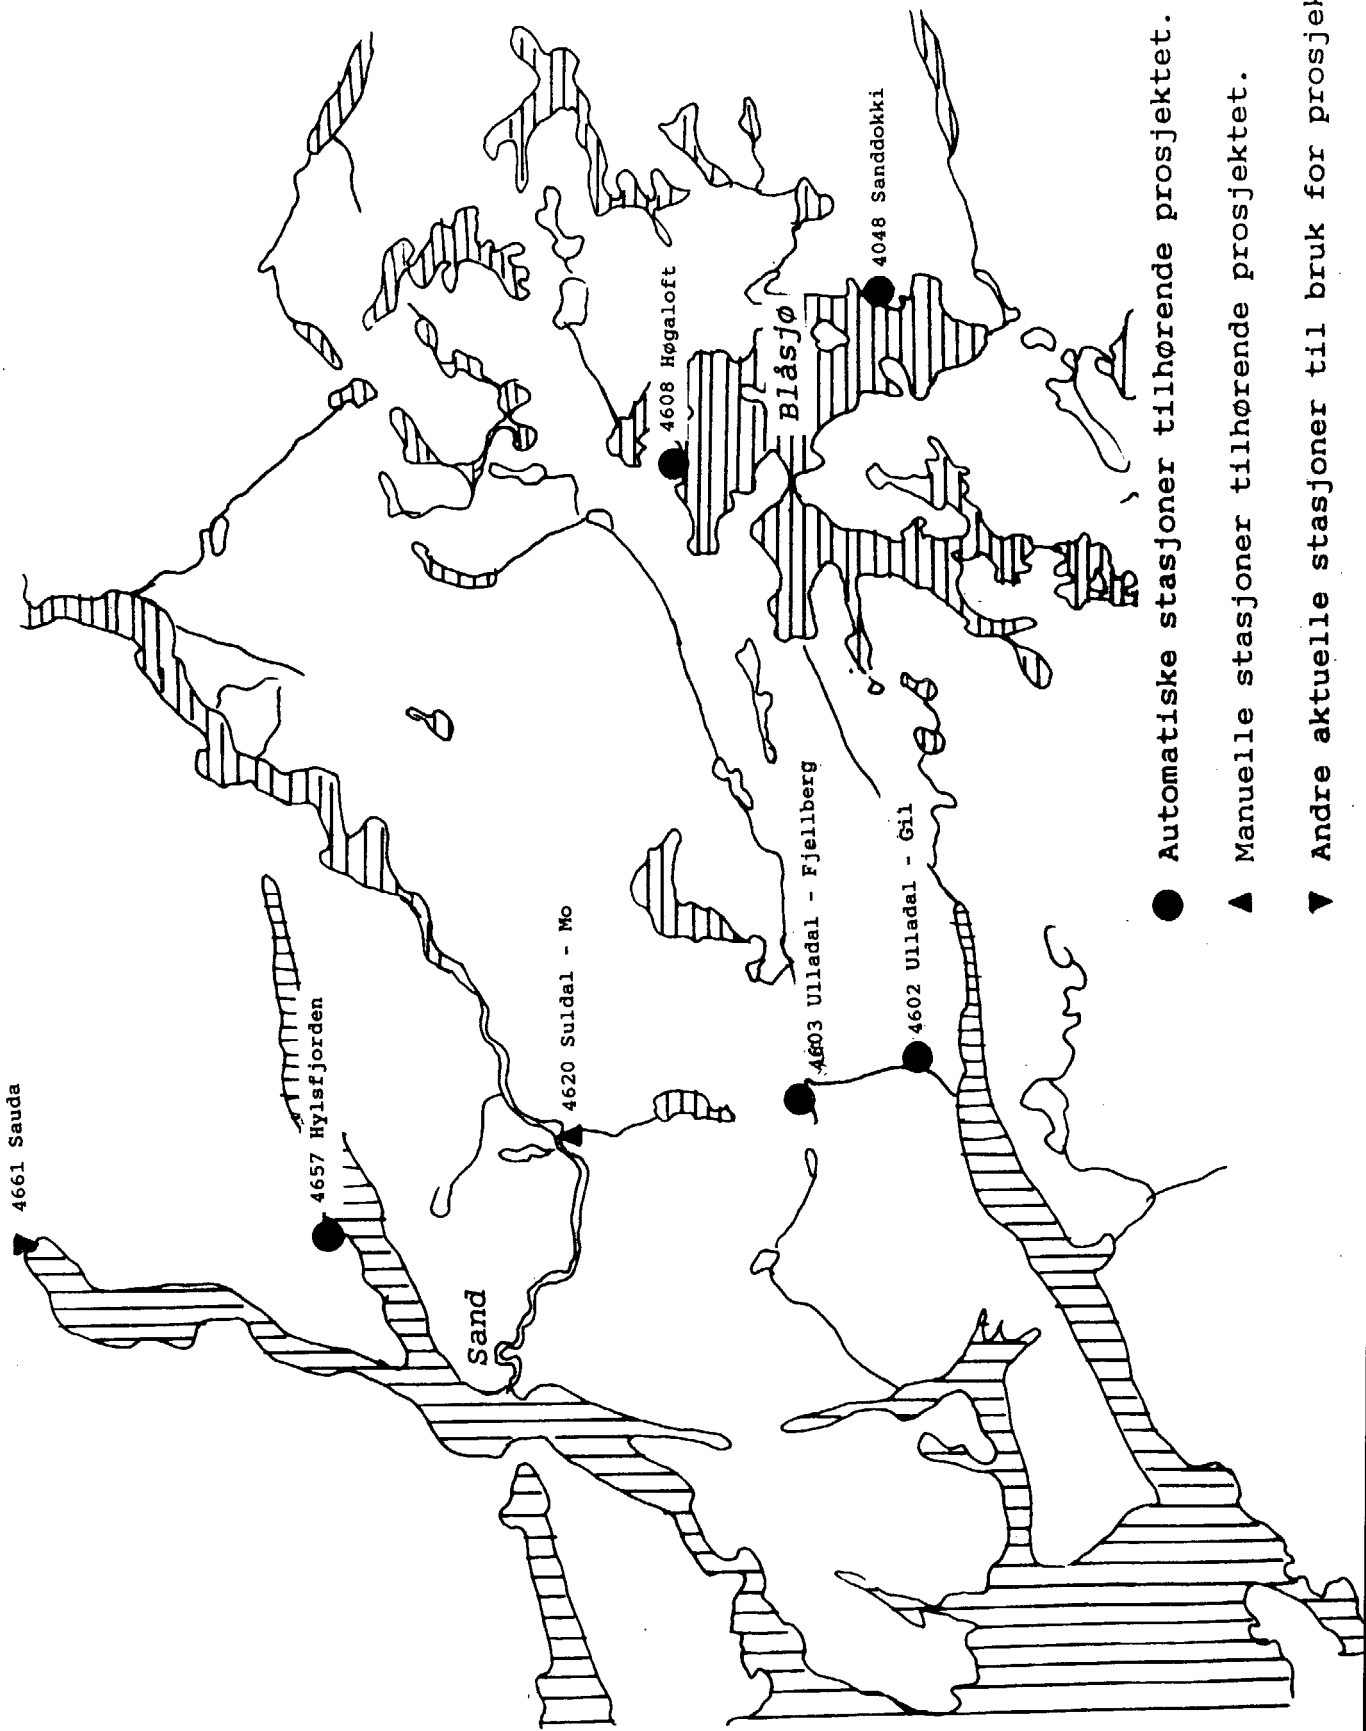 4661 Sauda
4657 Hylsfjorden
Sand
4620 Suldal - Mo
4608 Høgaloft
Blåsjø
4048 Sanddokki
4603 Ulladal - Fjellberg
4602 Ulladal - Gil
● Automatiske stasjoner tilhørende prosjektet.
▲ Manuelle stasjoner tilhørende prosjektet.
▼ Andre aktuelle stasjoner til bruk for prosjek